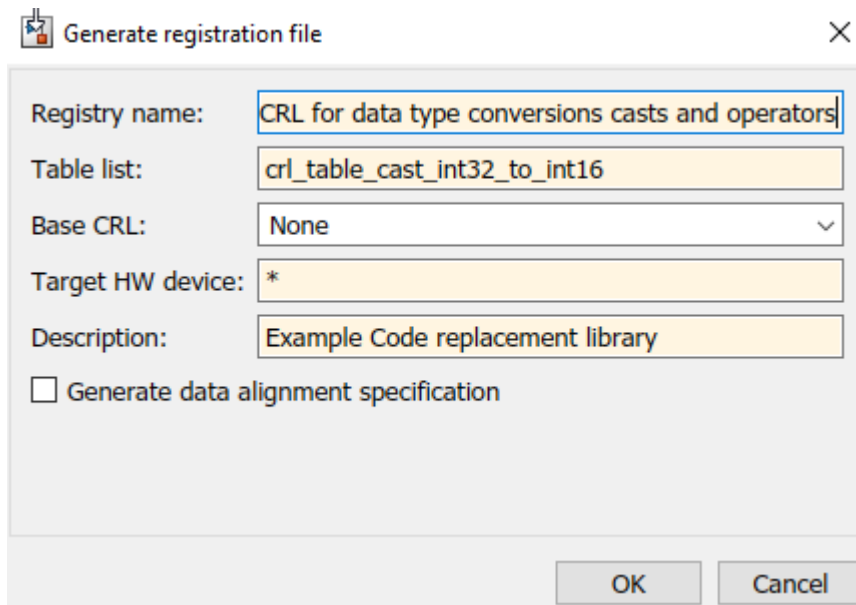 Generate registration file
Registry name: CRL for data type conversions casts and operators
Table list: crl_table_cast_int32_to_int16
Base CRL: None
Target HW device: *
Description: Example Code replacement library
Generate data alignment specification
OK Cancel